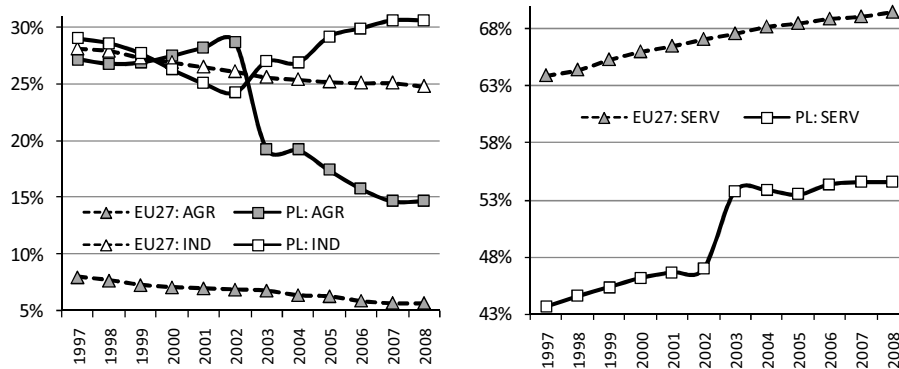 30%
25%
20%
15%
10%
5%
EU27: AGR PL: AGR
EU27: IND PL: IND
1997 1998 1999 2000 2001 2002 2003 2004 2005 2006 2007 2008
68%
63%
58%
53%
48%
43%
EU27: SERV PL: SERV
1997 1998 1999 2000 2001 2002 2003 2004 2005 2006 2007 2008